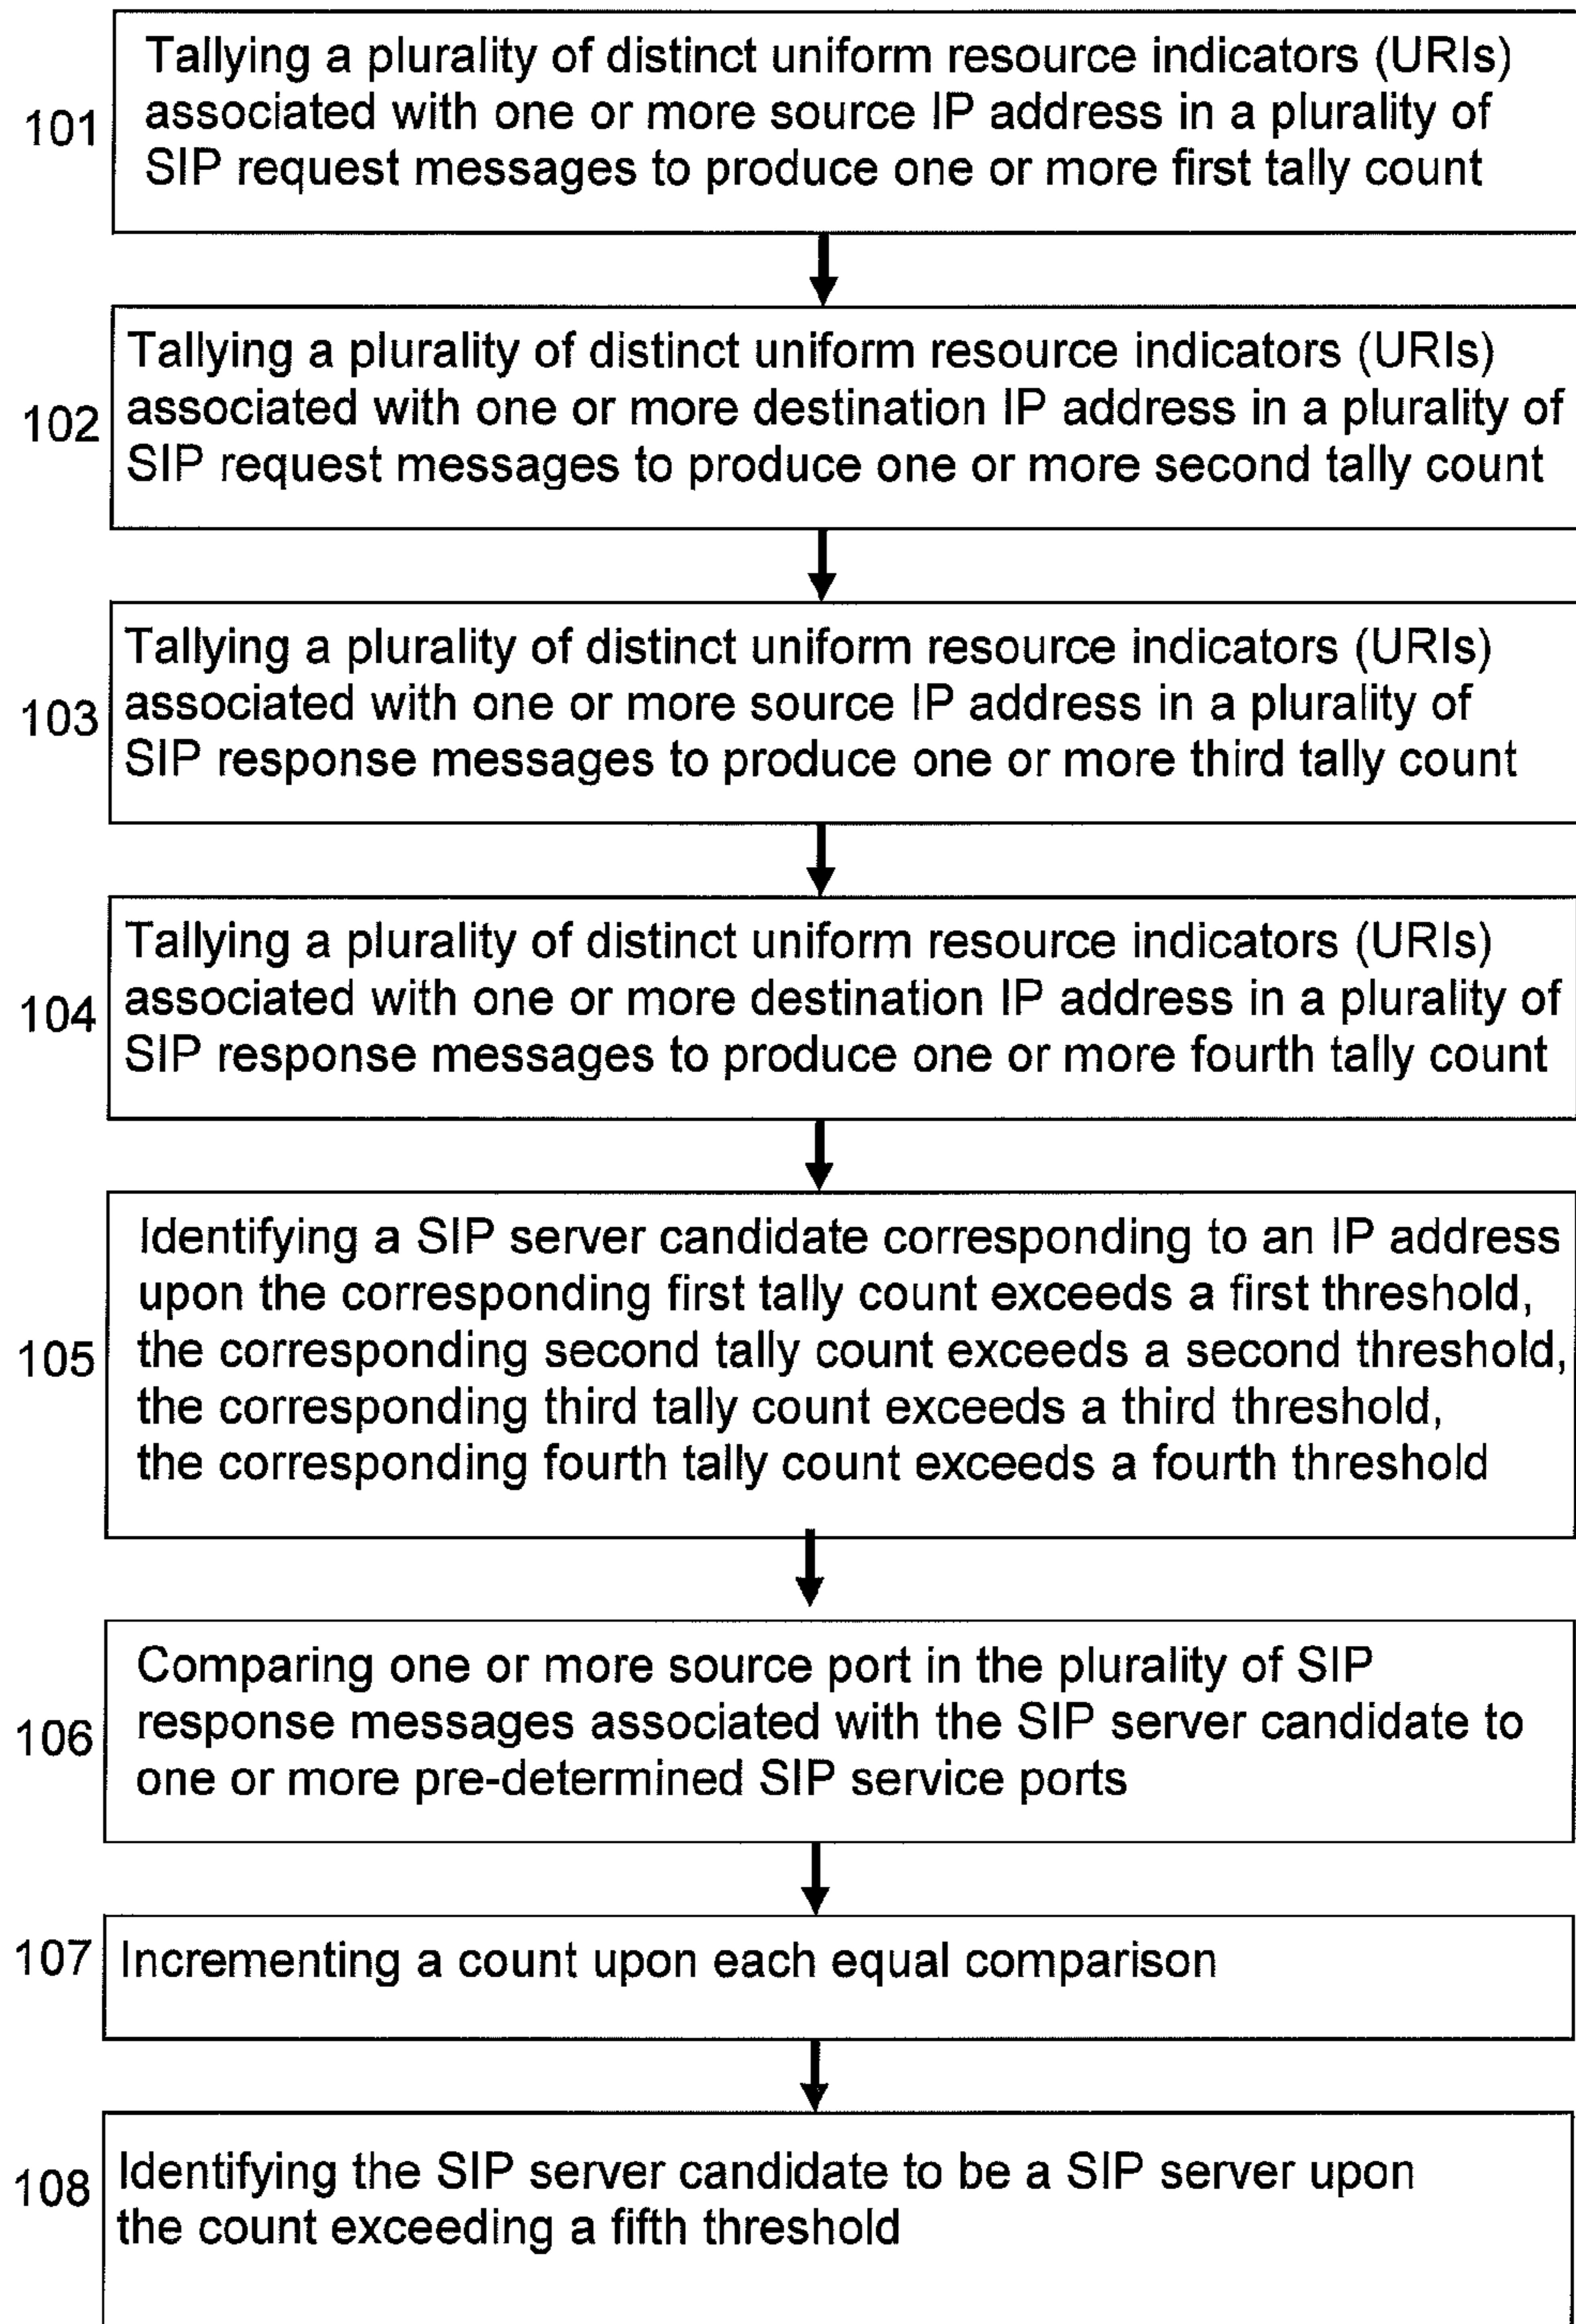 101
Tallying a plurality of distinct uniform resource indicators (URIs)
associated with one or more source IP address in a plurality of
SIP request messages to produce one or more first tally count
102
Tallying a plurality of distinct uniform resource indicators (URIs)
associated with one or more destination IP address in a plurality of
SIP request messages to produce one or more second tally count
103
Tallying a plurality of distinct uniform resource indicators (URIs)
associated with one or more source IP address in a plurality of
SIP response messages to produce one or more third tally count
104
Tallying a plurality of distinct uniform resource indicators (URIs)
associated with one or more destination IP address in a plurality of
SIP response messages to produce one or more fourth tally count
105
Identifying a SIP server candidate corresponding to an IP address
upon the corresponding first tally count exceeds a first threshold,
the corresponding second tally count exceeds a second threshold,
the corresponding third tally count exceeds a third threshold,
the corresponding fourth tally count exceeds a fourth threshold
106
Comparing one or more source port in the plurality of SIP
response messages associated with the SIP server candidate to
one or more pre-determined SIP service ports
107
Incrementing a count upon each equal comparison
108
Identifying the SIP server candidate to be a SIP server upon
the count exceeding a fifth threshold